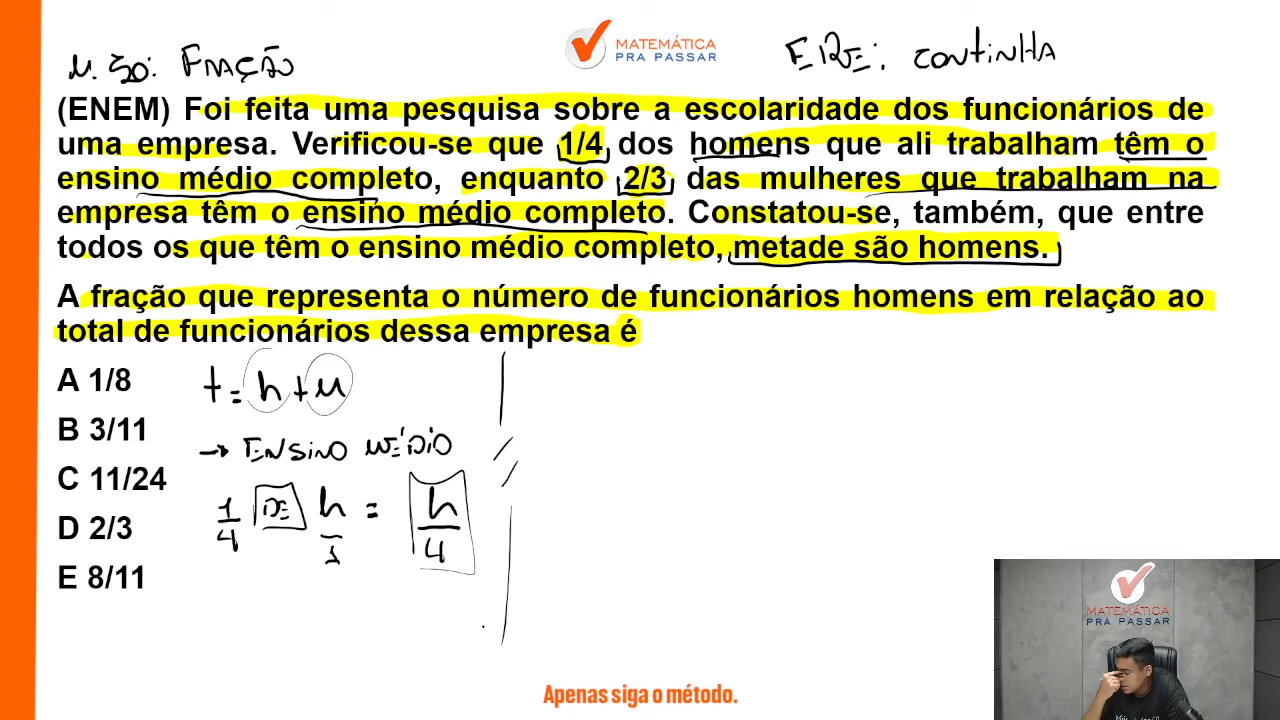 M. 30: FRAÇÃO
MATEMÁTICA
PRA PASSAR
ERE: CONTINHA
(ENEM) Foi feita uma pesquisa sobre a escolaridade dos funcionários de
uma empresa. Verificou-se que 1/4 dos homens que ali trabalham têm o
ensino médio completo, enquanto 2/3 das mulheres que trabalham na
empresa têm o ensino médio completo. Constatou-se, também, que entre
todos os que têm o ensino médio completo, metade são homens.
A fração que representa o número de funcionários homens em relação ao
total de funcionários dessa empresa é
A 1/8
B 3/11
C 11/24
D 2/3
E 8/11
t = h + m
→ ENSINO MÉDIO
1/4 DE h/1 = h/4
MATEMÁTICA
PRA PASSAR
Apenas siga o método.